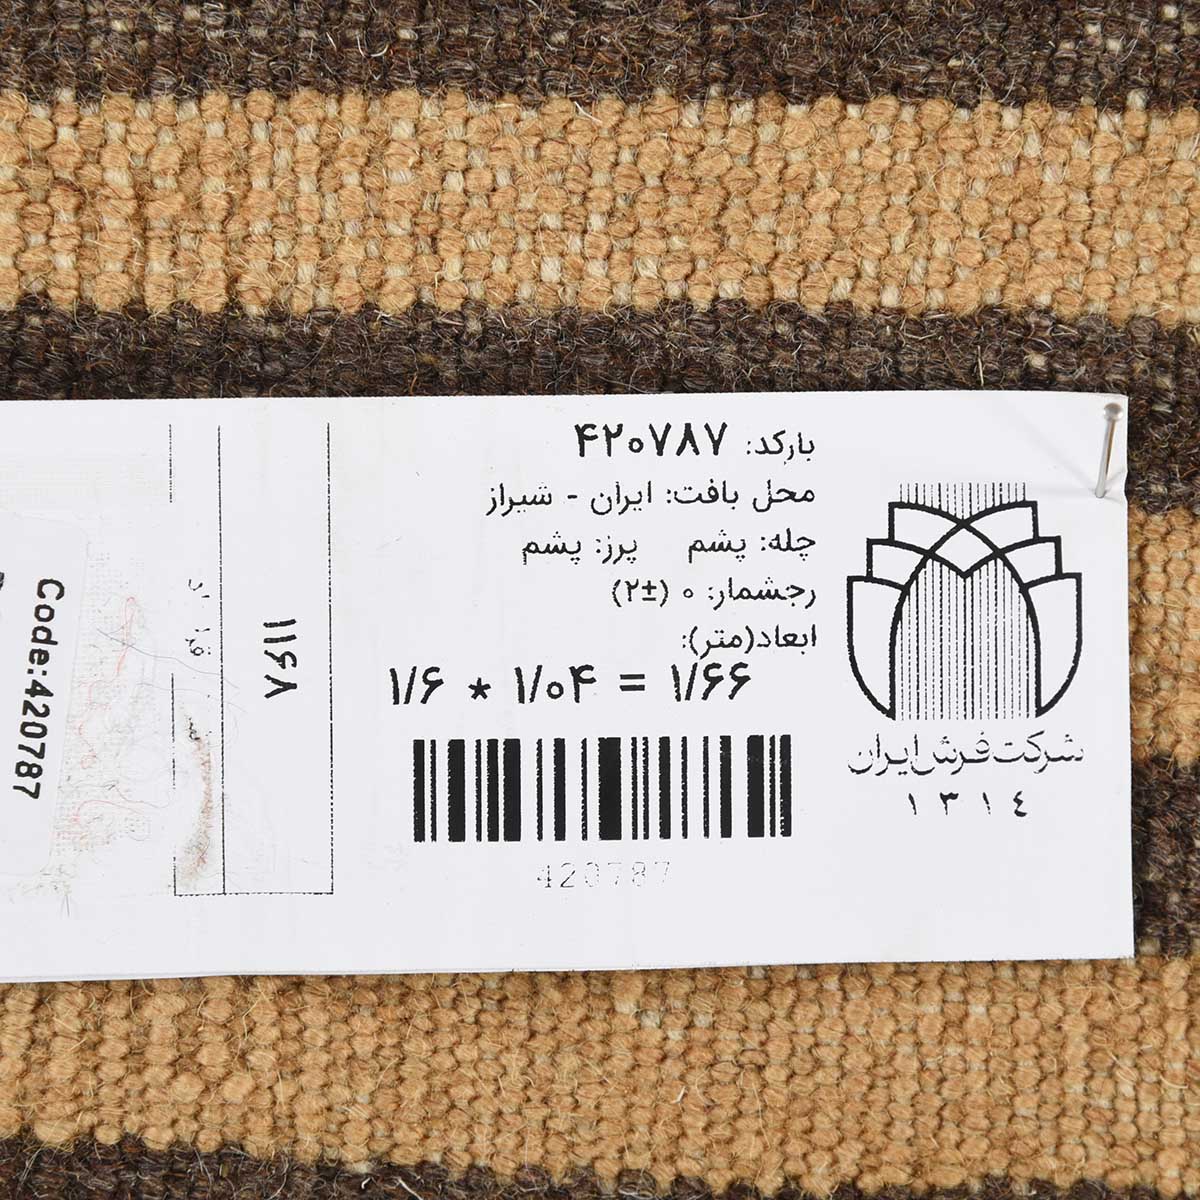 بارکد: ۴۲۰۷۸۷
محل بافت: ایران - شیراز
چله: پشم پرز: پشم
رجشمار: ۰ (±۲)
ابعاد(متر):
۱/۶ * ۱/۰۴ = ۱/۶۶
420787
شرکت فرش ایران
۱۳۱۴
۱۱۶۸
Code:420787